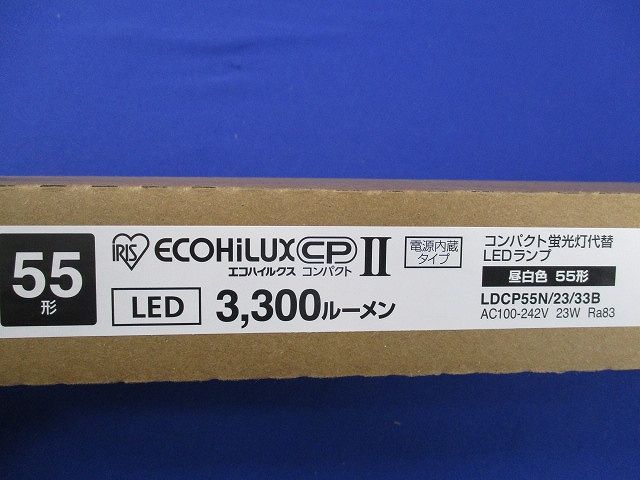 55
形
IRIS ECOHiLUX CP II
エコハイルクス コンパクト
LED 3,300ルーメン
電源内蔵
タイプ
コンパクト蛍光灯代替
LEDランプ
昼白色 55形
LDCP55N/23/33B
AC100-242V 23W Ra83